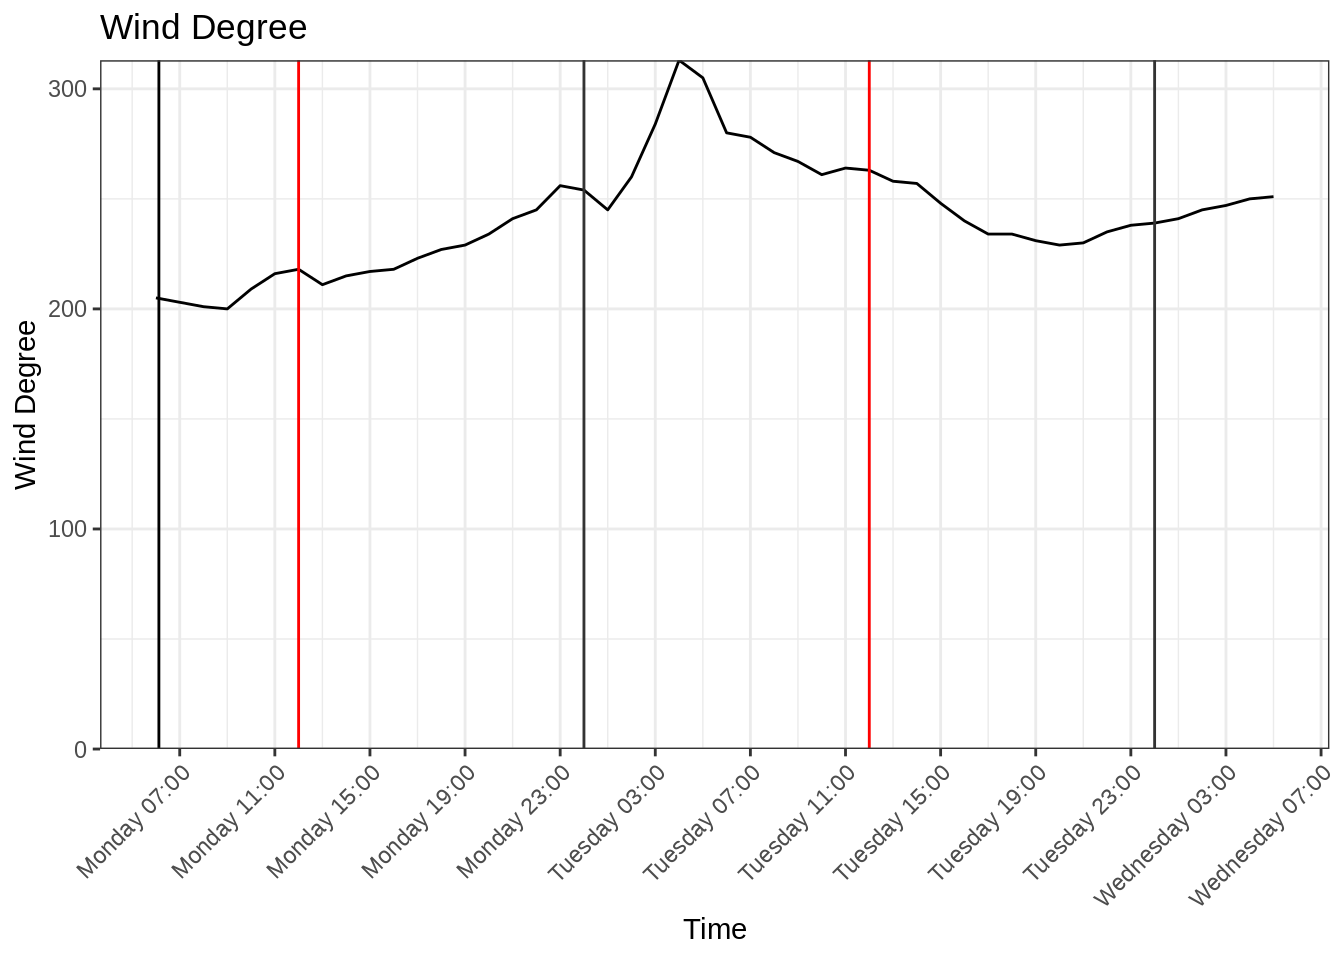 Wind Degree
Wind Degree
300
200
100
0
Monday 07:00
Monday 11:00
Monday 15:00
Monday 19:00
Monday 23:00
Tuesday 03:00
Tuesday 07:00
Tuesday 11:00
Tuesday 15:00
Tuesday 19:00
Tuesday 23:00
Wednesday 03:00
Wednesday 07:00
Time